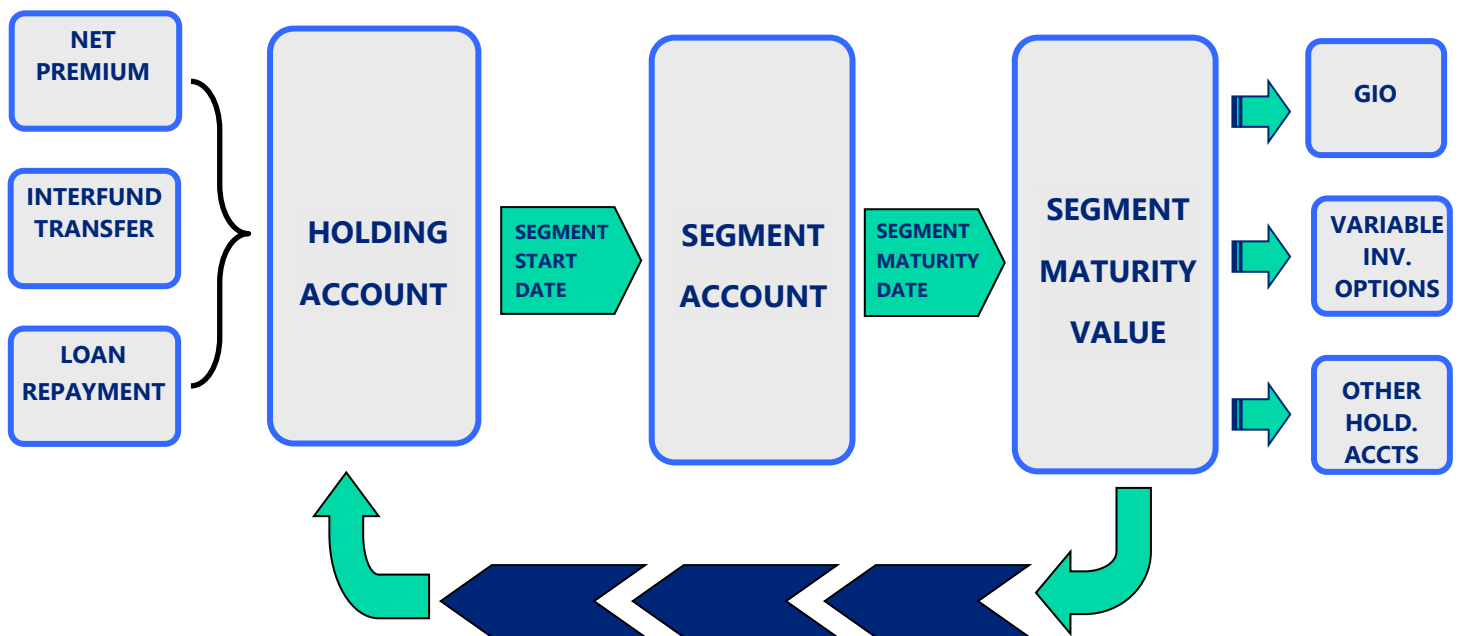 NET
PREMIUM
INTERFUND
TRANSFER
LOAN
REPAYMENT
HOLDING
ACCOUNT
SEGMENT
START
DATE
SEGMENT
ACCOUNT
SEGMENT
MATURITY
DATE
SEGMENT
MATURITY
VALUE
GIO
VARIABLE
INV.
OPTIONS
OTHER
HOLD.
ACCTS